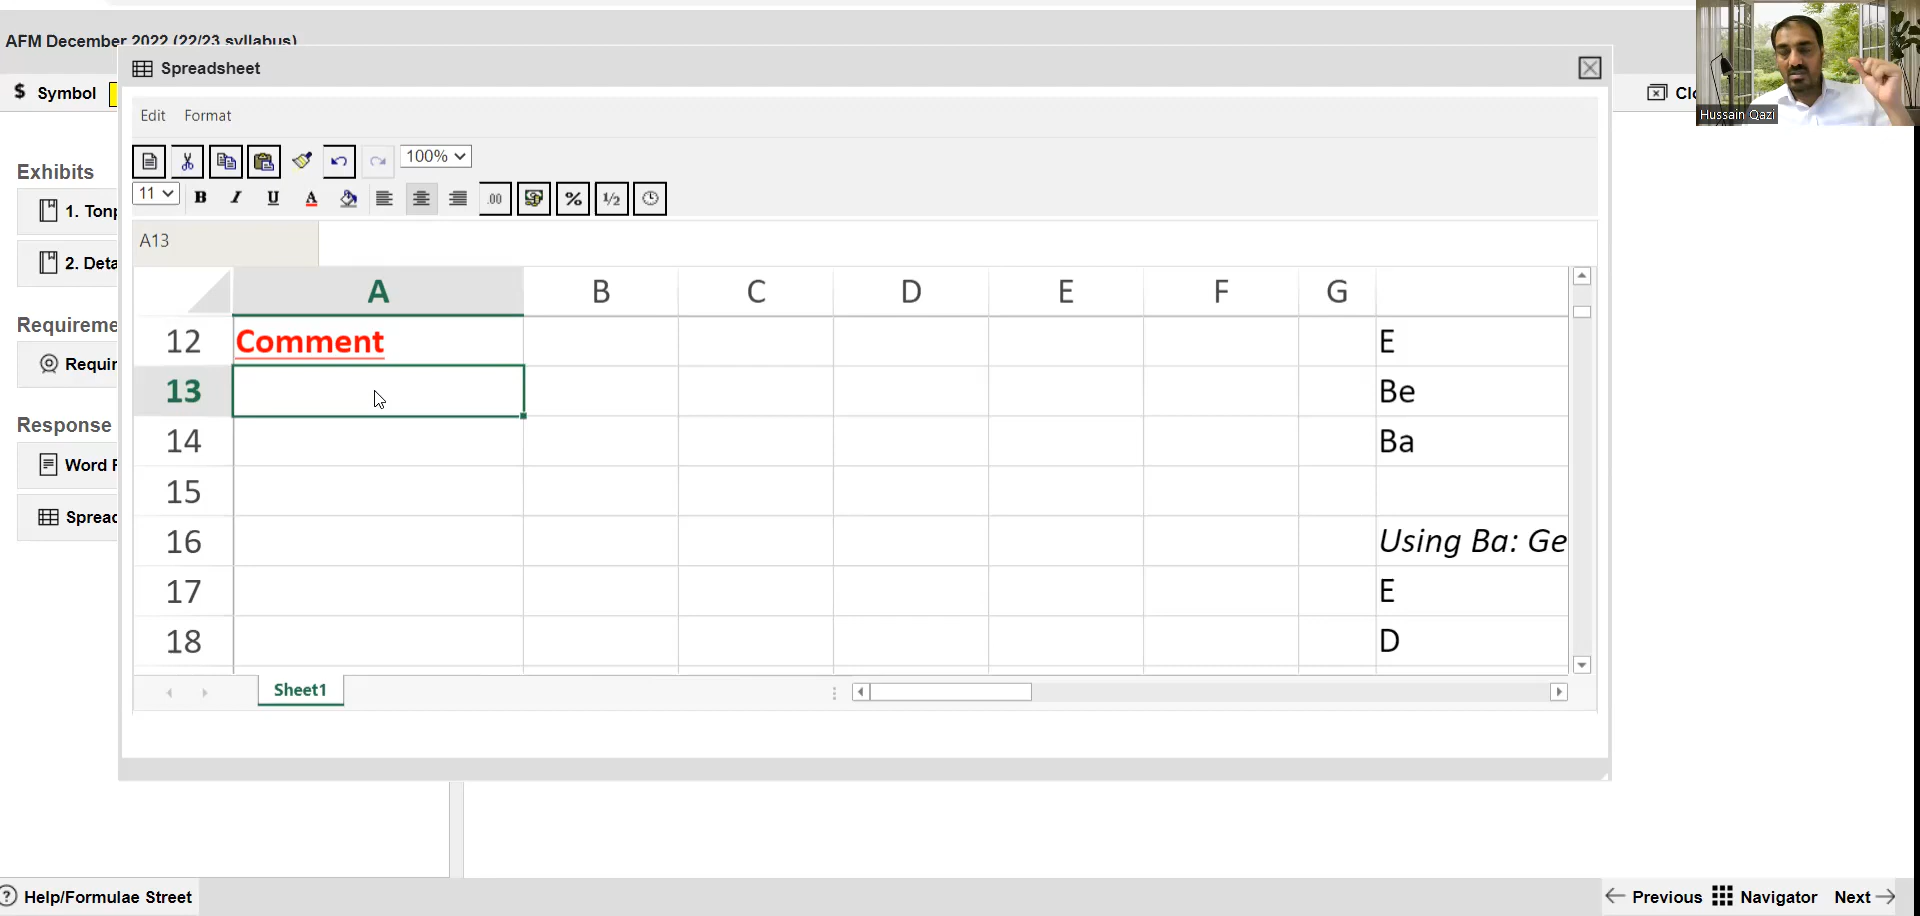 AFM December 2022 (22/23 syllabus)
Symbol
Spreadsheet
Edit Format
100%
11 B I U A .00 % 1/2
A13
A B C D E F G
12 Comment E
13 Be
14 Ba
15
16 Using Ba: Ge
17 E
18 D
Sheet1
Exhibits
1. Tonp
2. Deta
Requireme
Requir
Response
Word F
Spread
Clo
Hussain Qazi
Help/Formulae Street
Previous Navigator Next